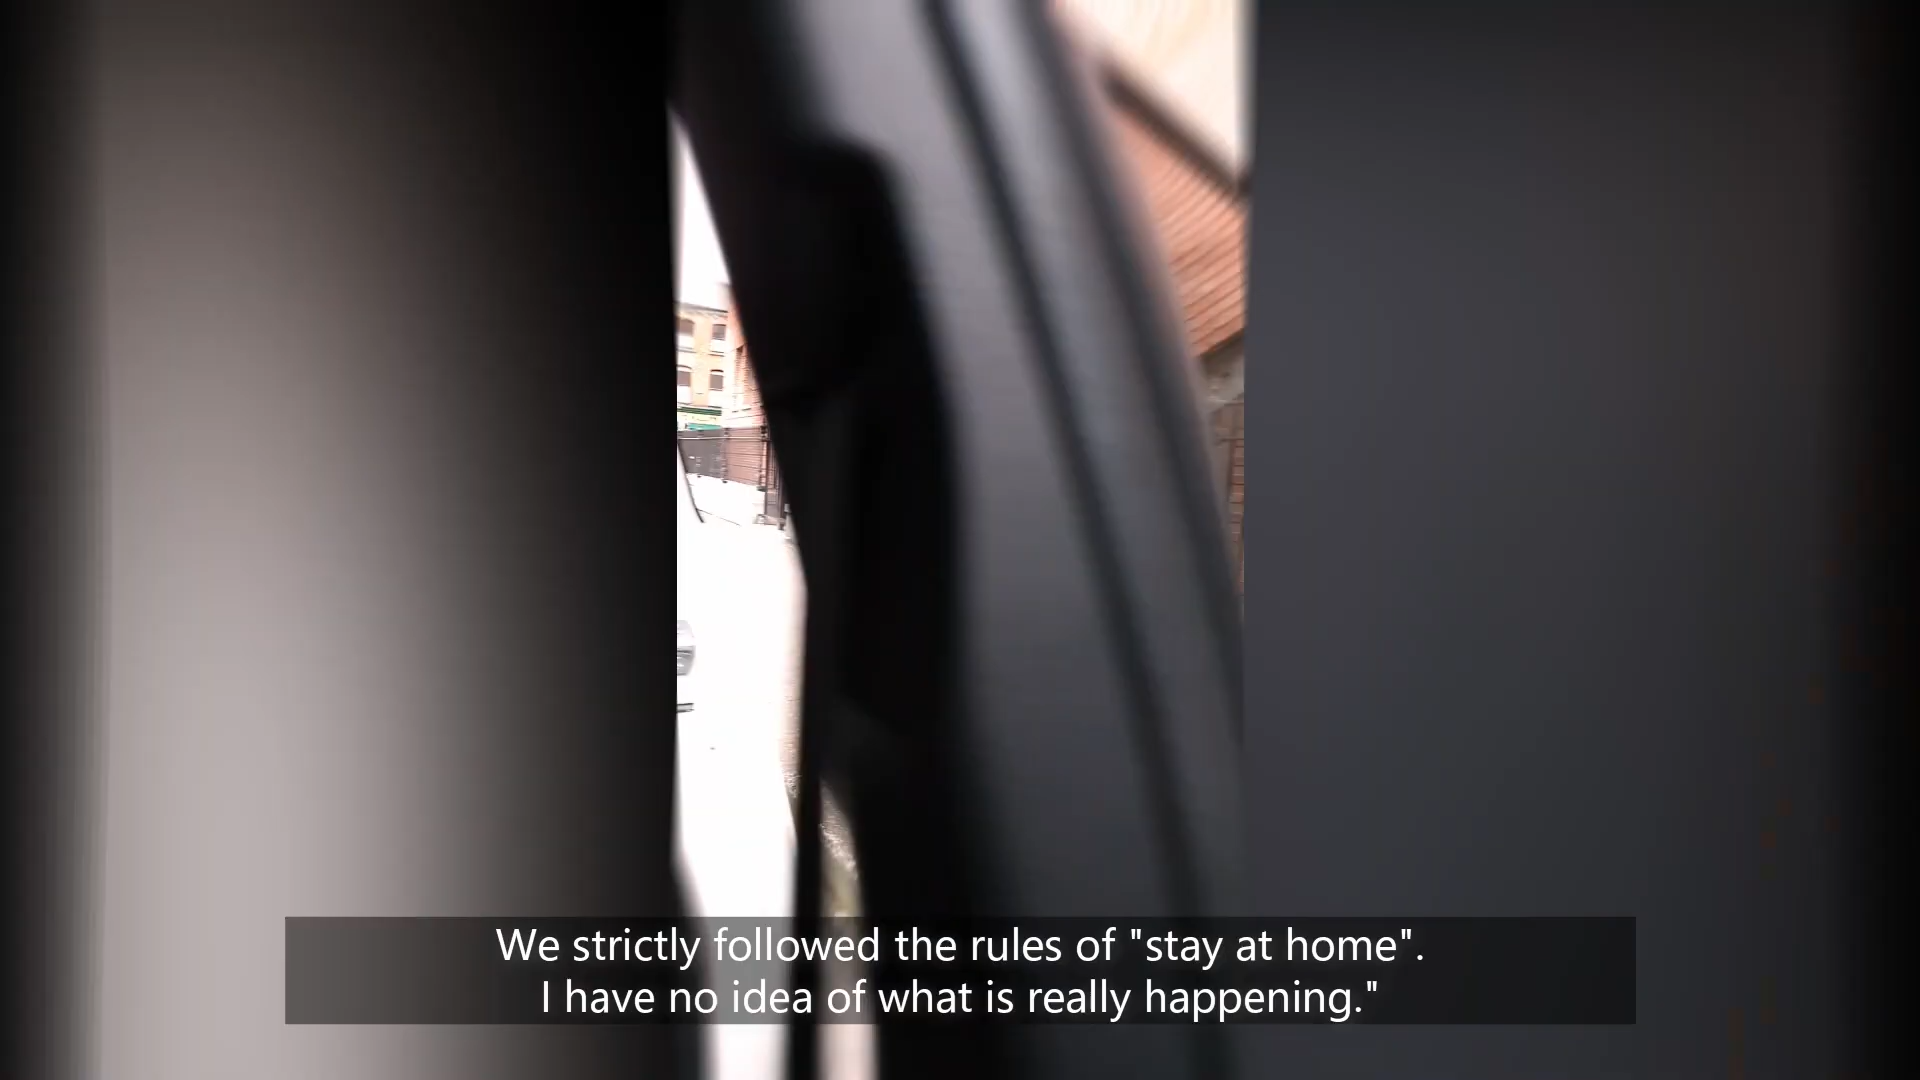 We strictly followed the rules of "stay at home".
I have no idea of what is really happening."